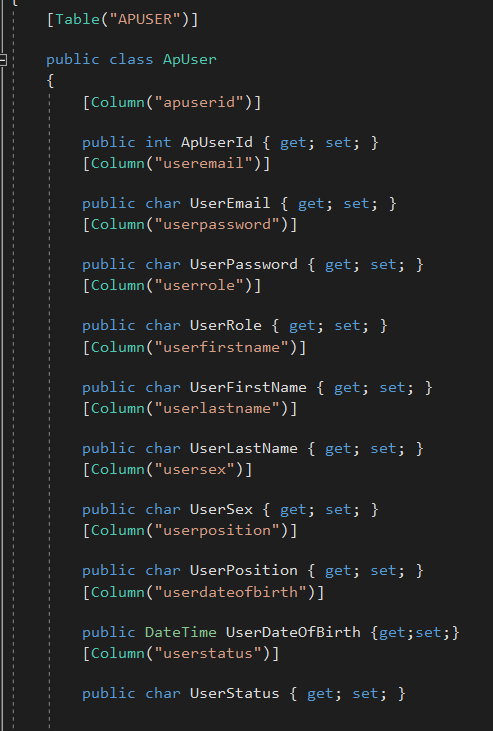 {
[Table("APUSER")]
public class ApUser
{
[Column("apuserid")]
public int ApUserId { get; set; }
[Column("useremail")]
public char UserEmail { get; set; }
[Column("userpassword")]
public char UserPassword { get; set; }
[Column("userrole")]
public char UserRole { get; set; }
[Column("userfirstname")]
public char UserFirstName { get; set; }
[Column("userlastname")]
public char UserLastName { get; set; }
[Column("usersex")]
public char UserSex { get; set; }
[Column("userposition")]
public char UserPosition { get; set; }
[Column("userdateofbirth")]
public DateTime UserDateOfBirth {get;set;}
[Column("userstatus")]
public char UserStatus { get; set; }